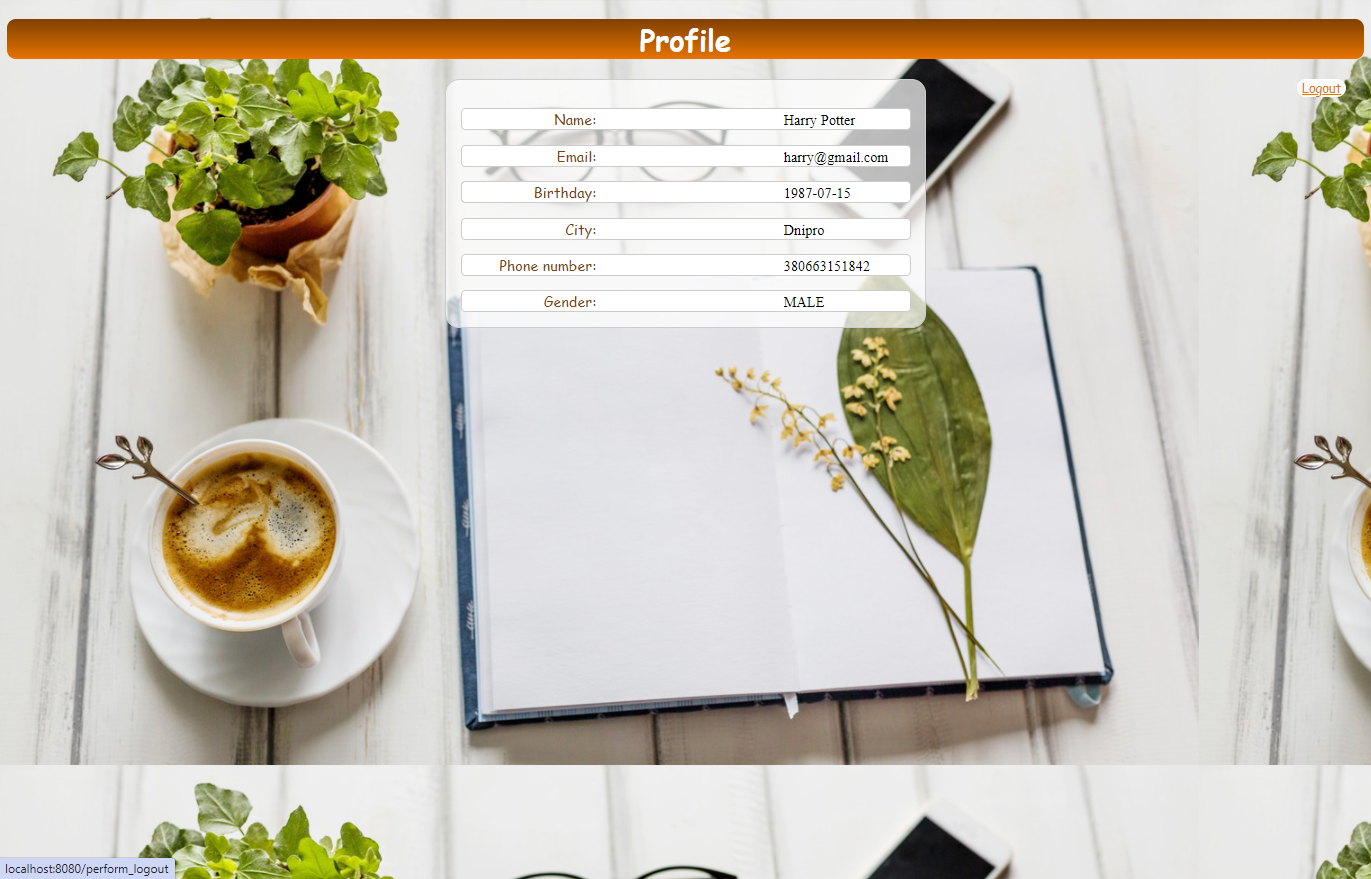 Profile
Logout
Name: Harry Potter
Email: harry@gmail.com
Birthday: 1987-07-15
City: Dnipro
Phone number: 380663151842
Gender: MALE
localhost:8080/perform_logout